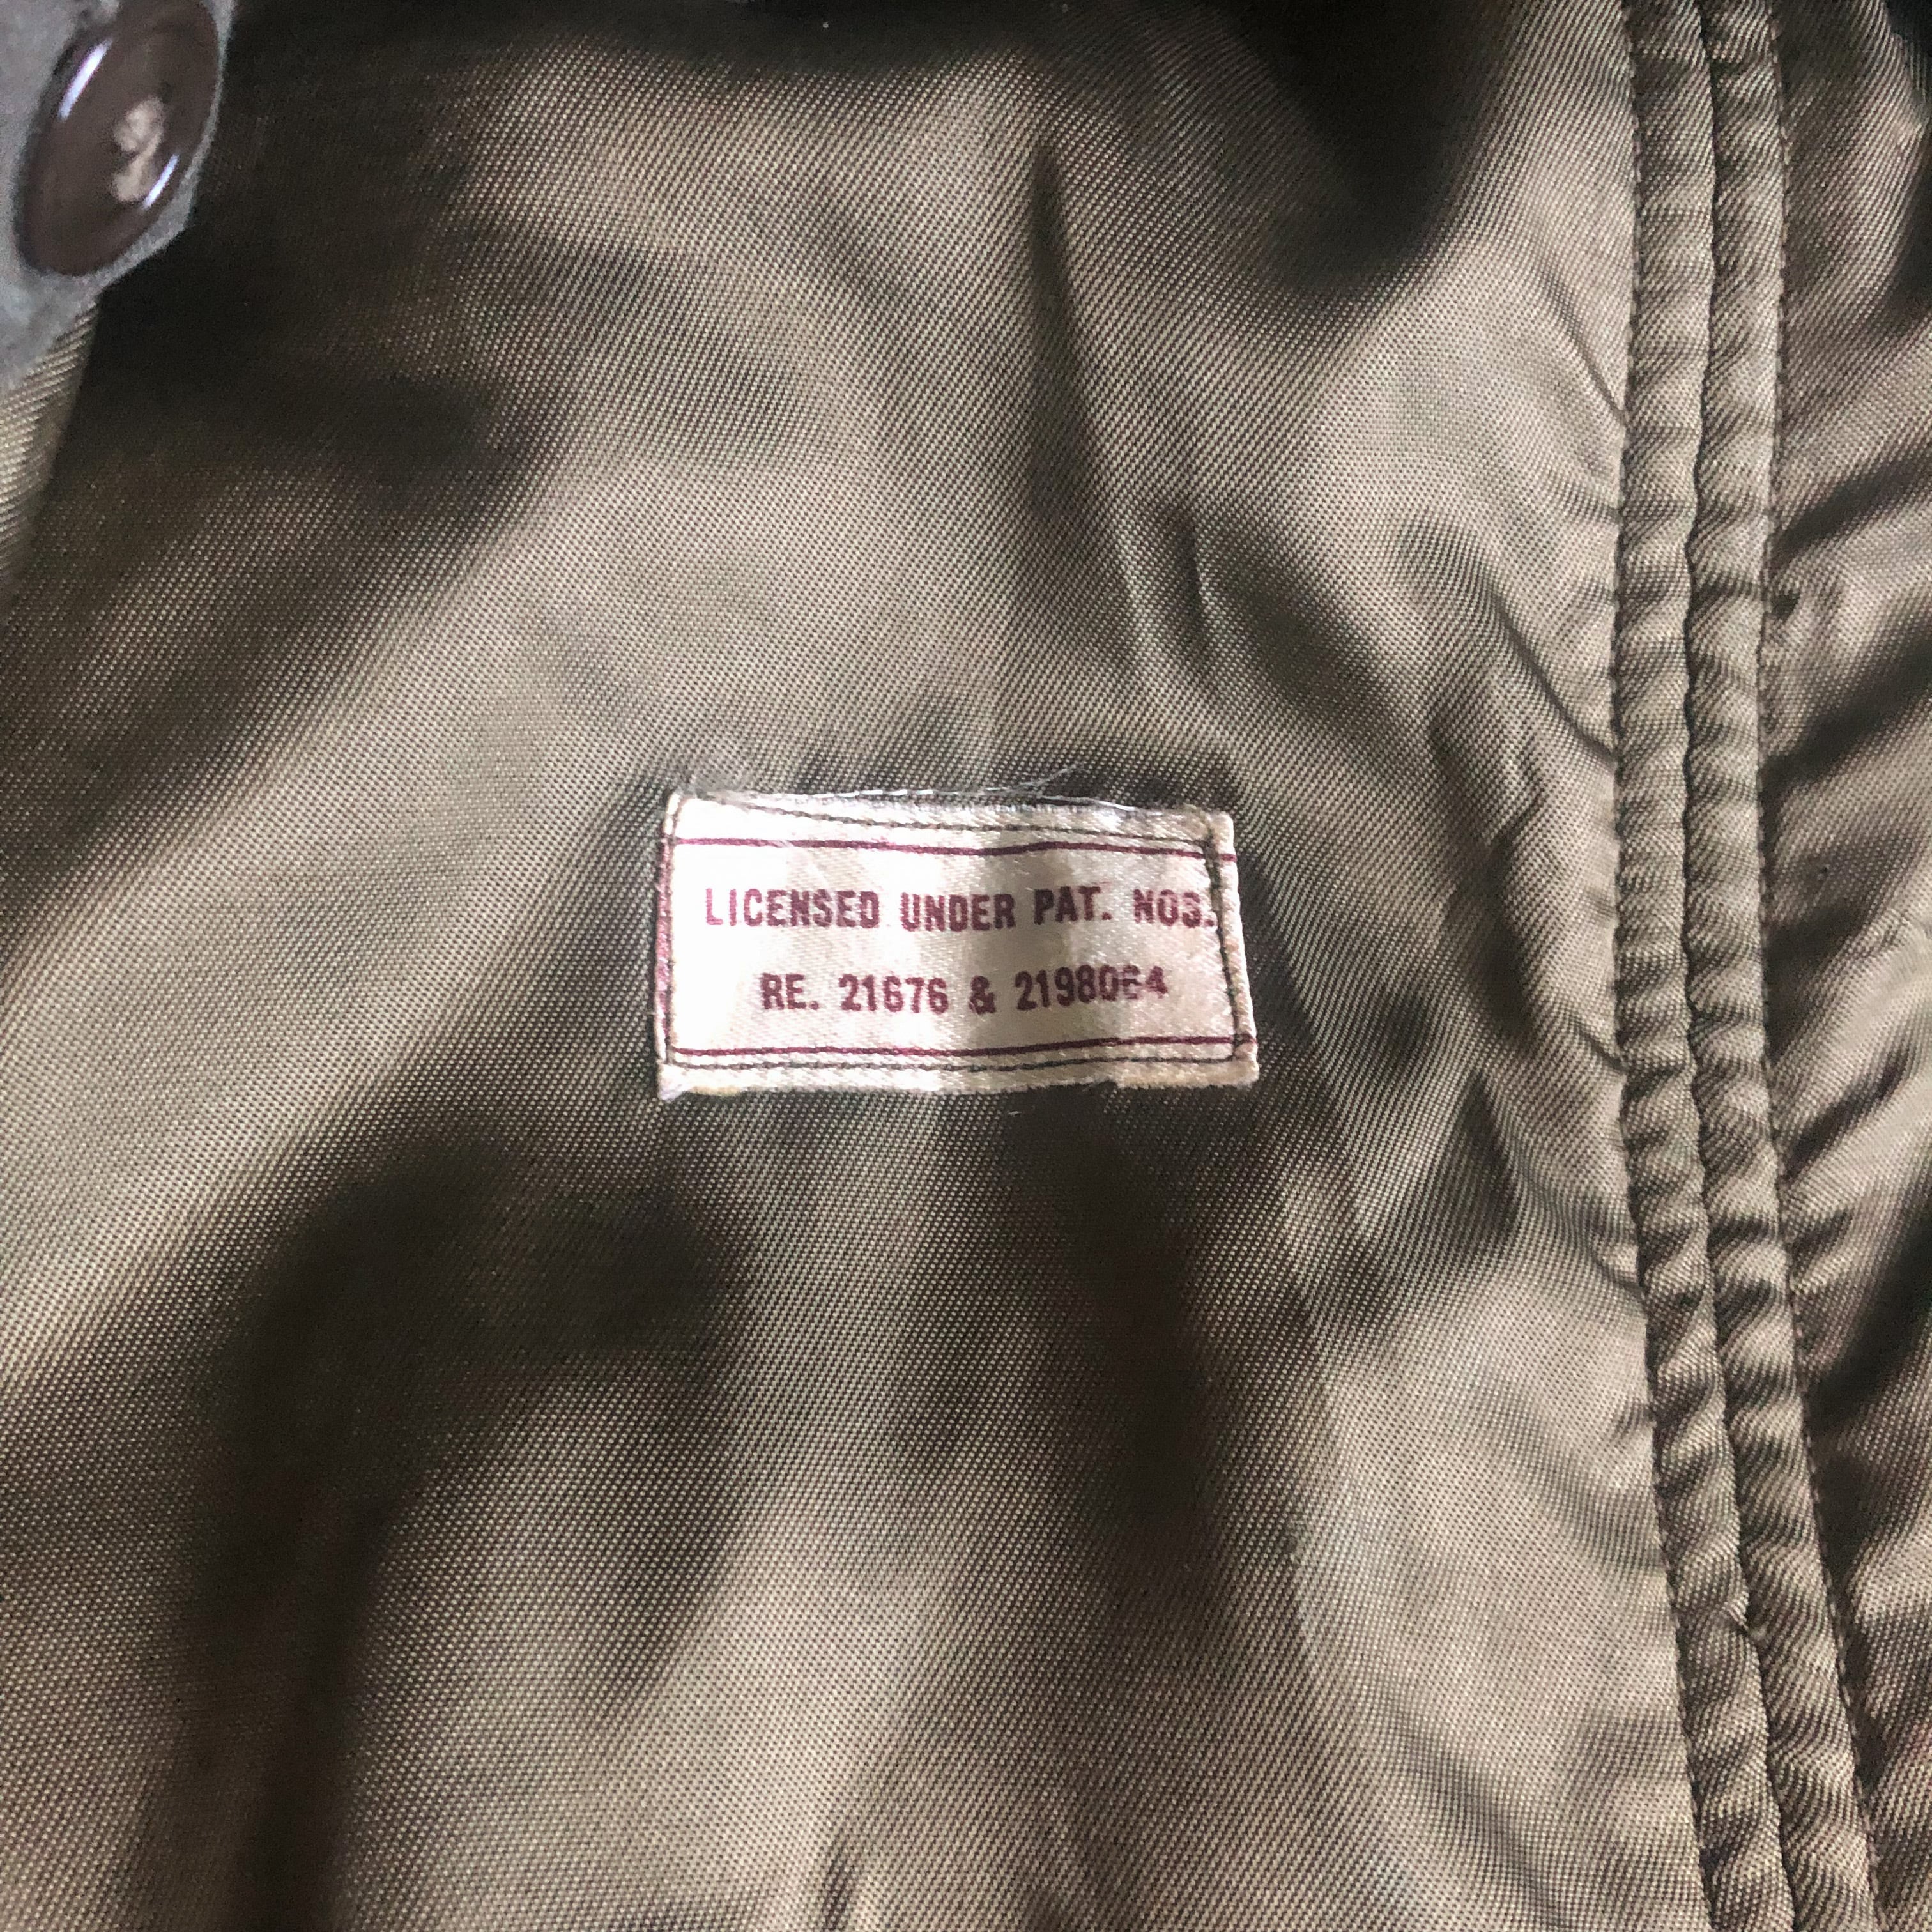 LICENSED UNDER PAT. NOS.
RE. 21676 & 2198064